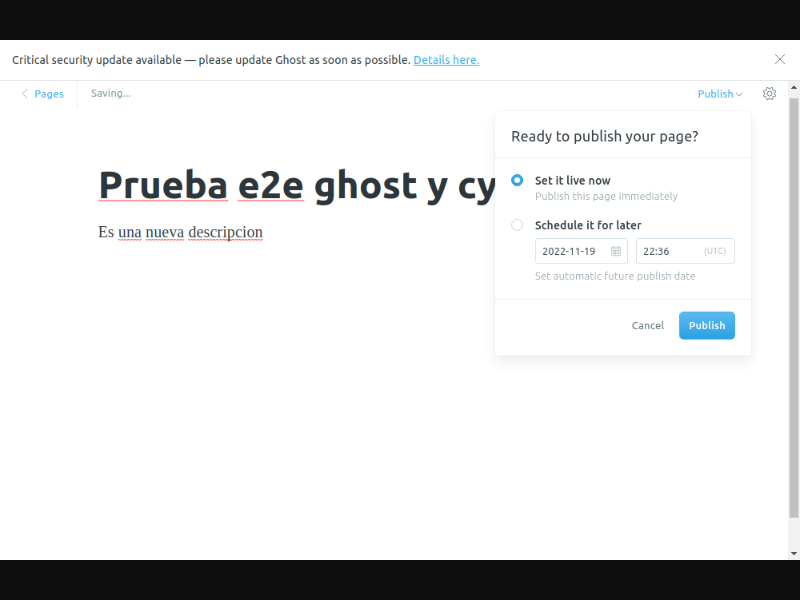 Critical security update available — please update Ghost as soon as possible. Details here.
Pages
Saving...
Publish
Ready to publish your page?
Prueba e2e ghost y cy
Set it live now
Publish this page immediately
Schedule it for later
Es una nueva descripcion
2022-11-19
22:36 (UTC)
Set automatic future publish date
Cancel
Publish